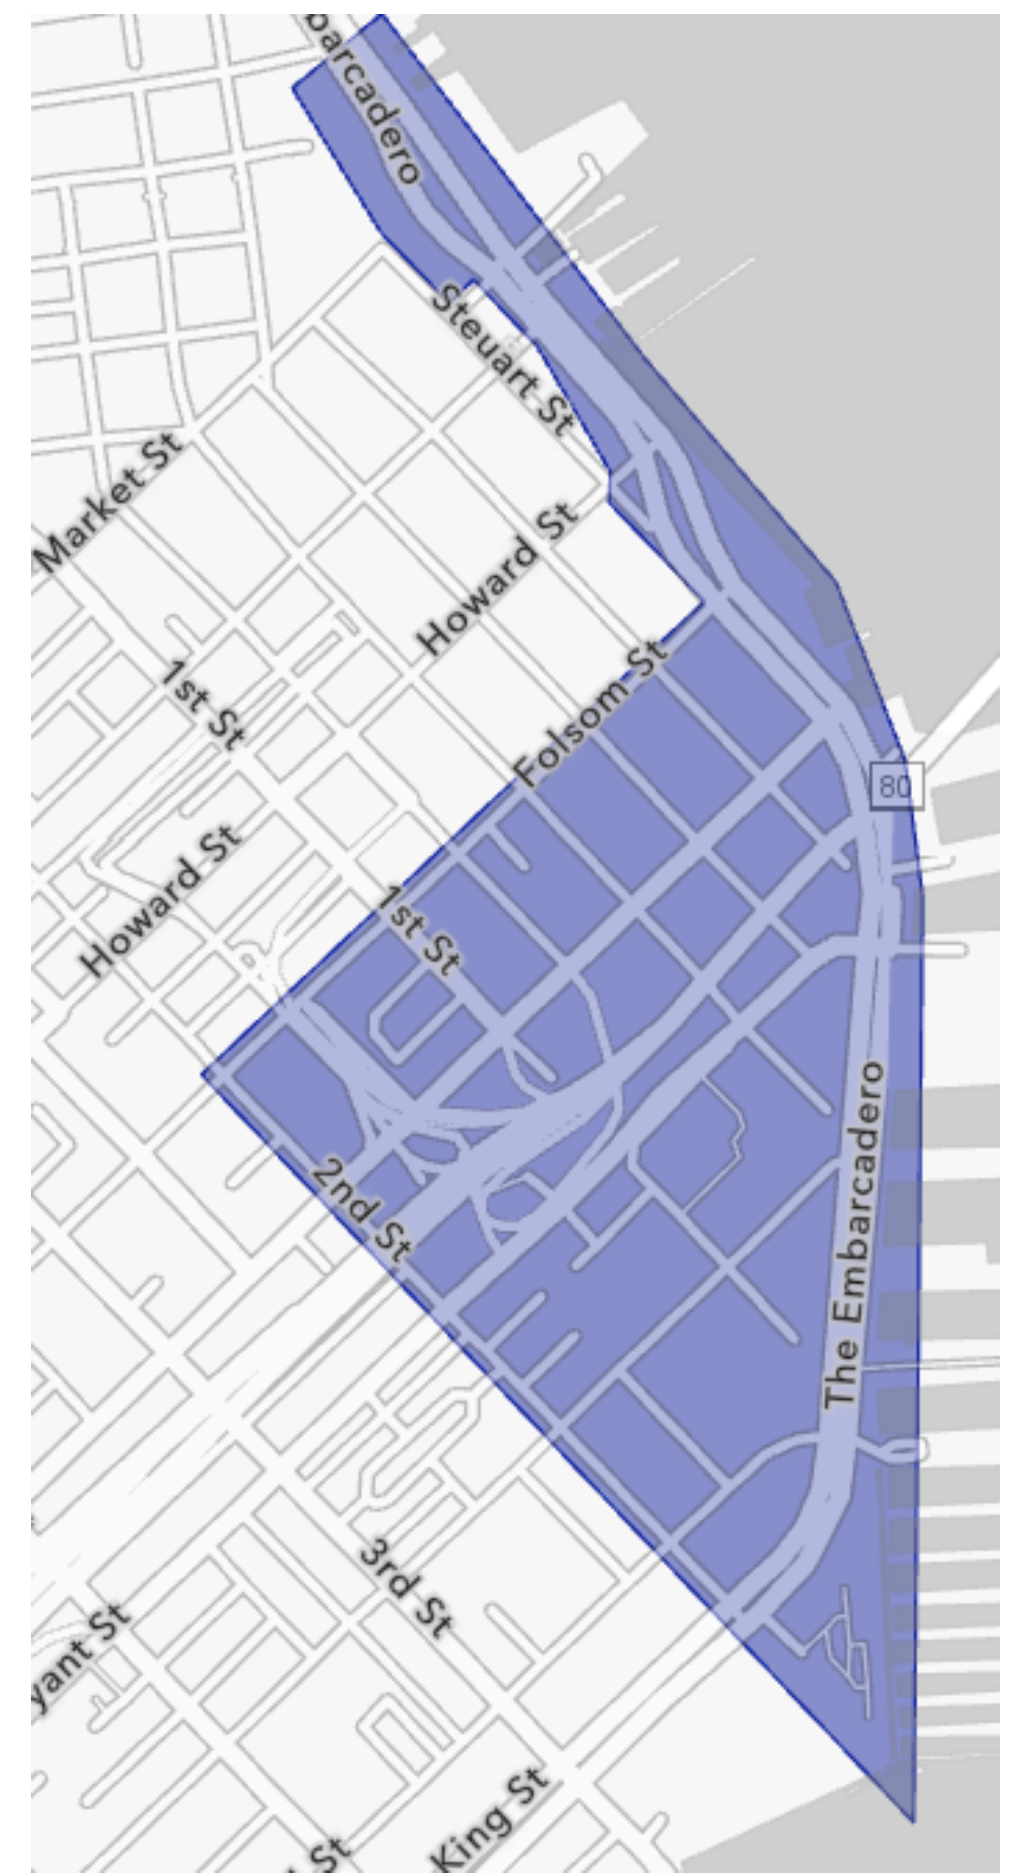 barcadero
Steuart St
Market St
Howard St
Folsom St
1st St
80
Howard St
1st St
2nd St
The Embarcadero
3rd St
yant St
King St
St